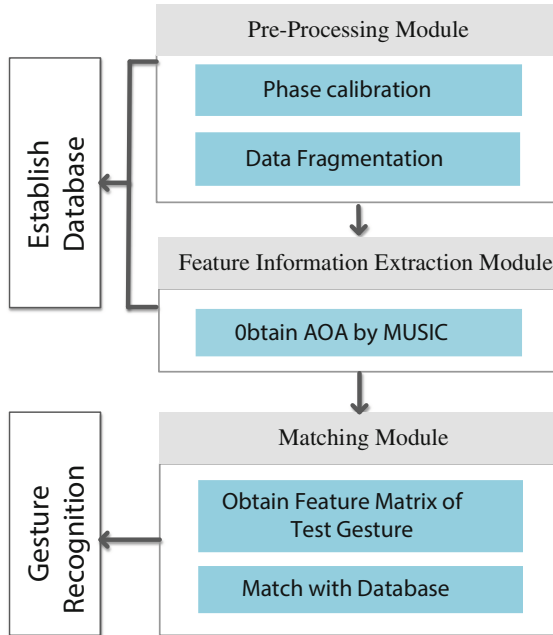 Pre-Processing Module
Phase calibration
Data Fragmentation
Establish
Database
Feature Information Extraction Module
0btain AOA by MUSIC
Matching Module
Obtain Feature Matrix of
Test Gesture
Match with Database
Gesture
Recognition